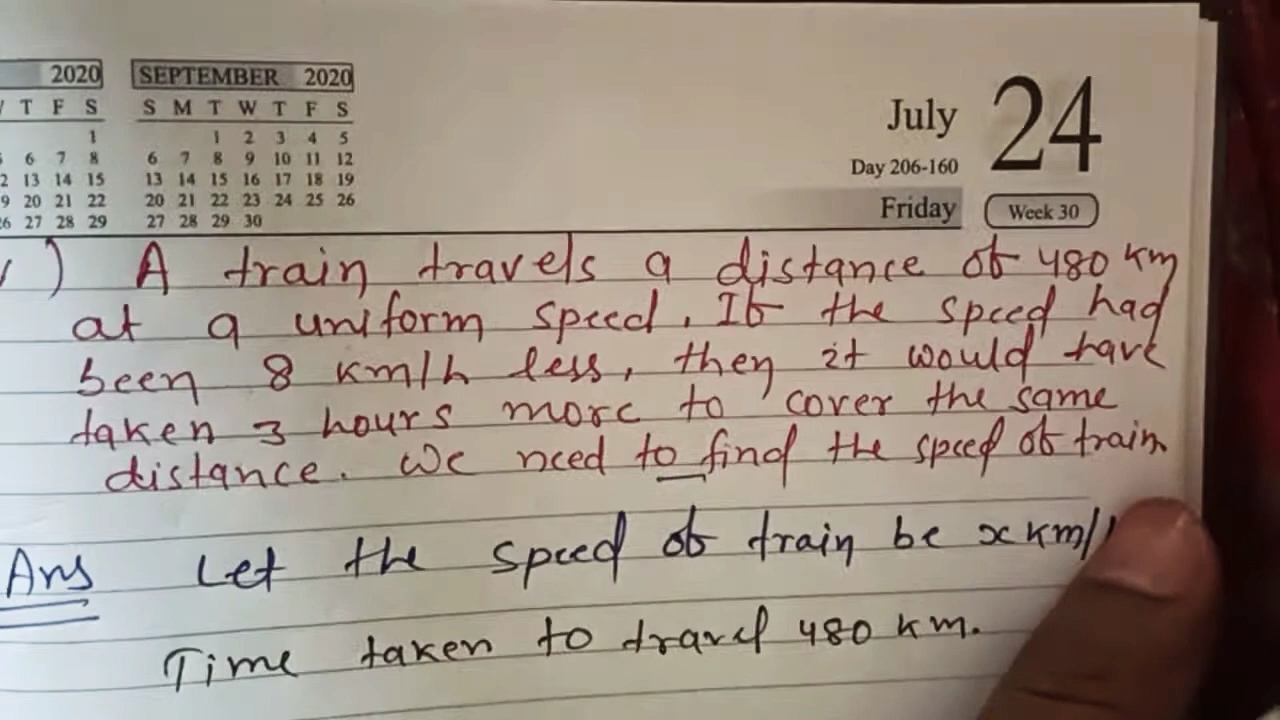 2020
T F S
1
6 7 8
2 13 14 15
9 20 21 22
26 27 28 29
SEPTEMBER 2020
S M T W T F S
1 2 3 4 5
6 7 8 9 10 11 12
13 14 15 16 17 18 19
20 21 22 23 24 25 26
27 28 29 30
July 24
Day 206-160
Friday
Week 30
) A train travels a distance of 480 km
at a uniform speed. If the speed had
been 8 km/h less, then it would have
taken 3 hours more to cover the same
distance. We need to find the speed of train
Ans Let the speed of train be x km/
Time taken to travel 480 km.